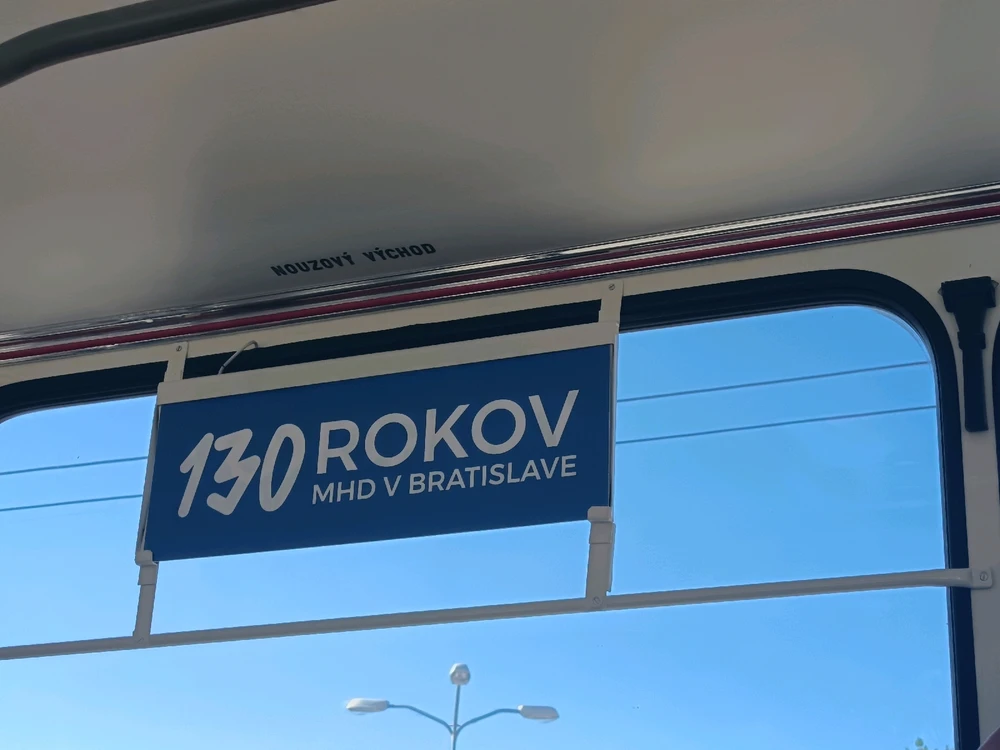 NOUZOVÝ VÝCHOD
130 ROKOV
MHD V BRATISLAVE